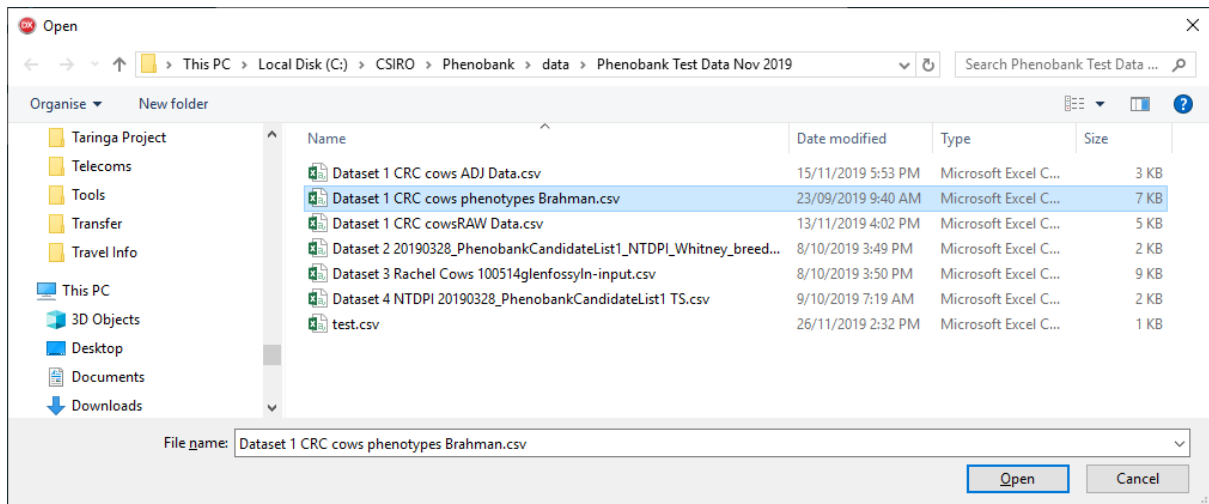 DX Open
This PC > Local Disk (C:) > CSIRO > Phenobank > data > Phenobank Test Data Nov 2019
Search Phenobank Test Data ...
Organise New folder
Taringa Project
Telecoms
Tools
Transfer
Travel Info
This PC
3D Objects
Desktop
Documents
Downloads
Name Date modified Type Size
Dataset 1 CRC cows ADJ Data.csv 15/11/2019 5:53 PM Microsoft Excel C... 3 KB
Dataset 1 CRC cows phenotypes Brahman.csv 23/09/2019 9:40 AM Microsoft Excel C... 7 KB
Dataset 1 CRC cowsRAW Data.csv 13/11/2019 4:02 PM Microsoft Excel C... 5 KB
Dataset 2 20190328_PhenobankCandidateList1_NTDPI_Whitney_breed... 8/10/2019 3:49 PM Microsoft Excel C... 2 KB
Dataset 3 Rachel Cows 100514glenfossyln-input.csv 8/10/2019 3:50 PM Microsoft Excel C... 9 KB
Dataset 4 NTDPI 20190328_PhenobankCandidateList1 TS.csv 9/10/2019 7:19 AM Microsoft Excel C... 2 KB
test.csv 26/11/2019 2:32 PM Microsoft Excel C... 1 KB
File name: Dataset 1 CRC cows phenotypes Brahman.csv
Open Cancel